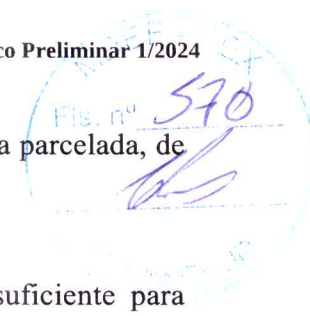 co Preliminar 1/2024
Fls. nº 570
a parcelada, de
suficiente para